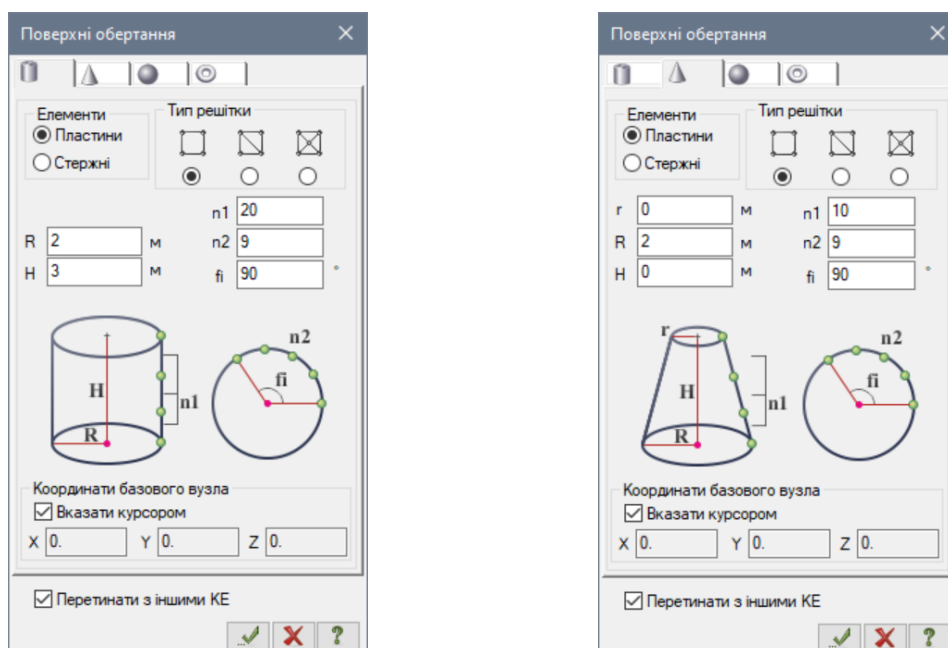 Поверхні обертання
Елементи
Тип решітки
Пластини
Стержні
n1 20
R 2 м n2 9
H 3 м fi 90 °
n2
H
fi
n1
R
Координати базового вузла
Вказати курсором
X 0. Y 0. Z 0.
Перетинати з іншими КЕ
?
Поверхні обертання
Елементи
Тип решітки
Пластини
Стержні
r 0 м n1 10
R 2 м n2 9
H 0 м fi 90 °
r
n2
H
fi
n1
R
Координати базового вузла
Вказати курсором
X 0. Y 0. Z 0.
Перетинати з іншими КЕ
?